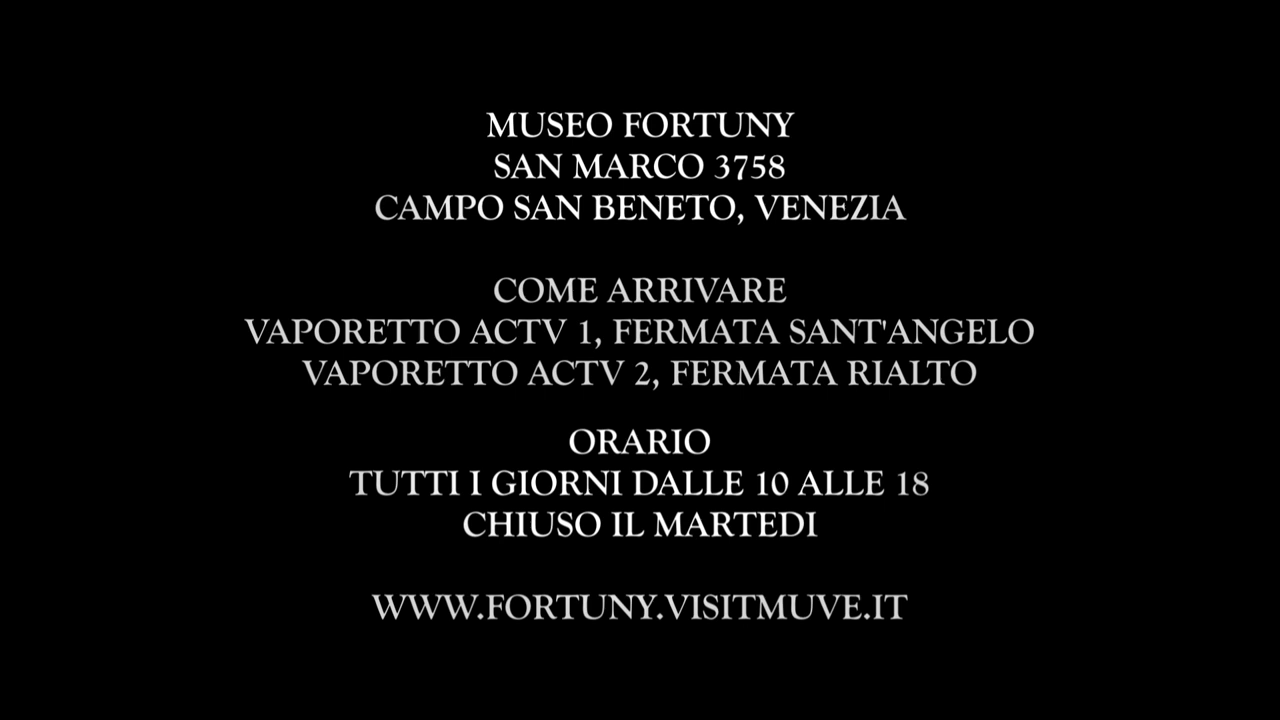 MUSEO FORTUNY
SAN MARCO 3758
CAMPO SAN BENETO, VENEZIA
COME ARRIVARE
VAPORETTO ACTV 1, FERMATA SANT'ANGELO
VAPORETTO ACTV 2, FERMATA RIALTO
ORARIO
TUTTI I GIORNI DALLE 10 ALLE 18
CHIUSO IL MARTEDI
WWW.FORTUNY.VISITMUVE.IT